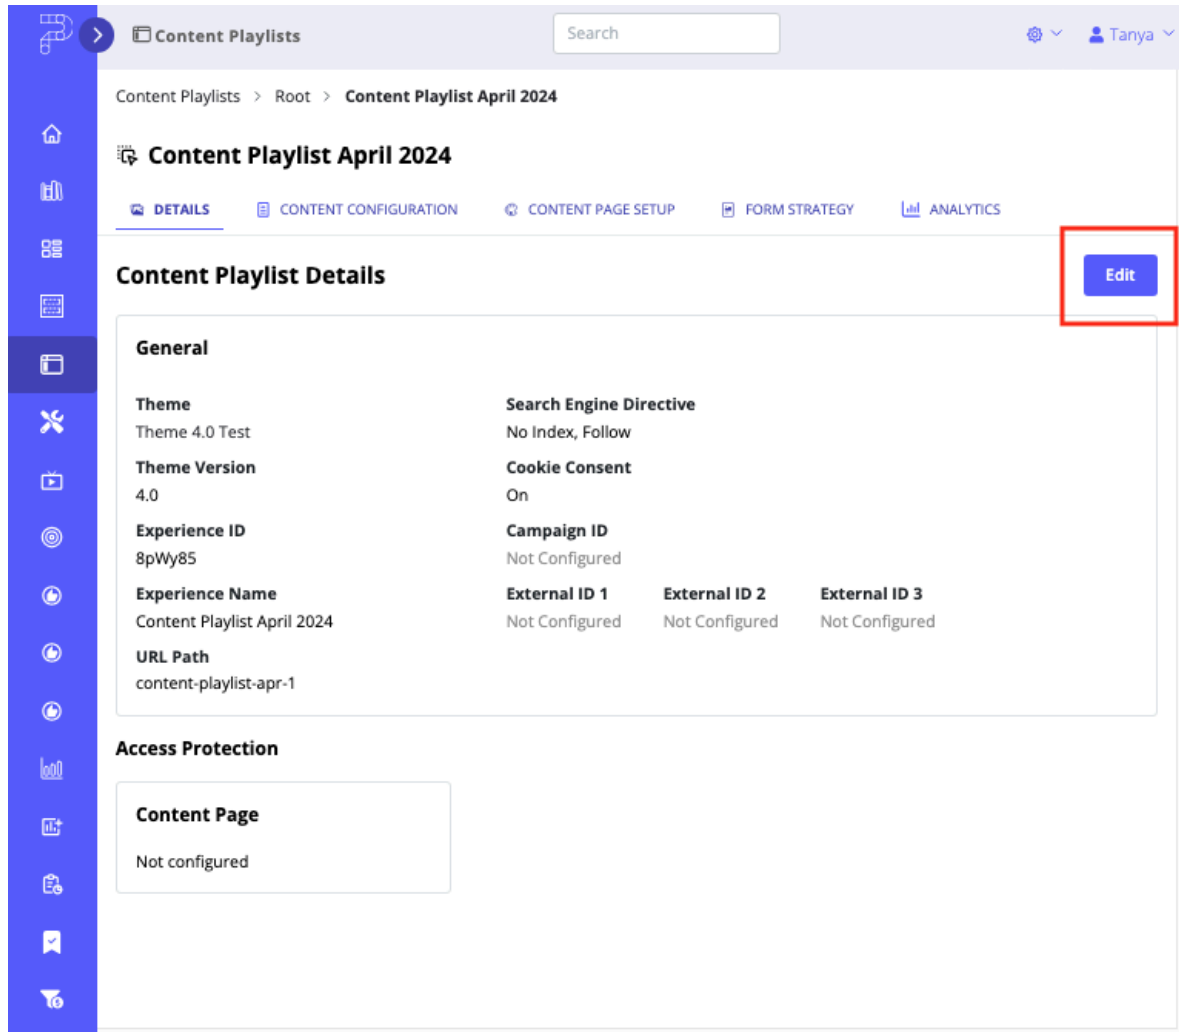 Content Playlists
Search
Tanya
Content Playlists > Root > Content Playlist April 2024
Content Playlist April 2024
DETAILS CONTENT CONFIGURATION CONTENT PAGE SETUP FORM STRATEGY ANALYTICS
Content Playlist Details
Edit
General
Theme
Theme 4.0 Test
Search Engine Directive
No Index, Follow
Theme Version
4.0
Cookie Consent
On
Experience ID
8pWy85
Campaign ID
Not Configured
Experience Name
Content Playlist April 2024
External ID 1
Not Configured
External ID 2
Not Configured
External ID 3
Not Configured
URL Path
content-playlist-apr-1
Access Protection
Content Page
Not configured